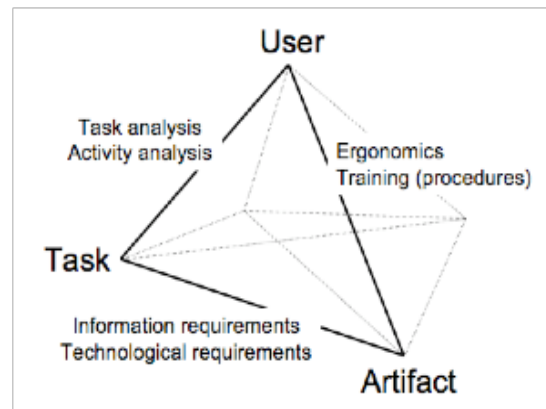 User
Task analysis
Activity analysis
Ergonomics
Training (procedures)
Task
Information requirements
Technological requirements
Artifact